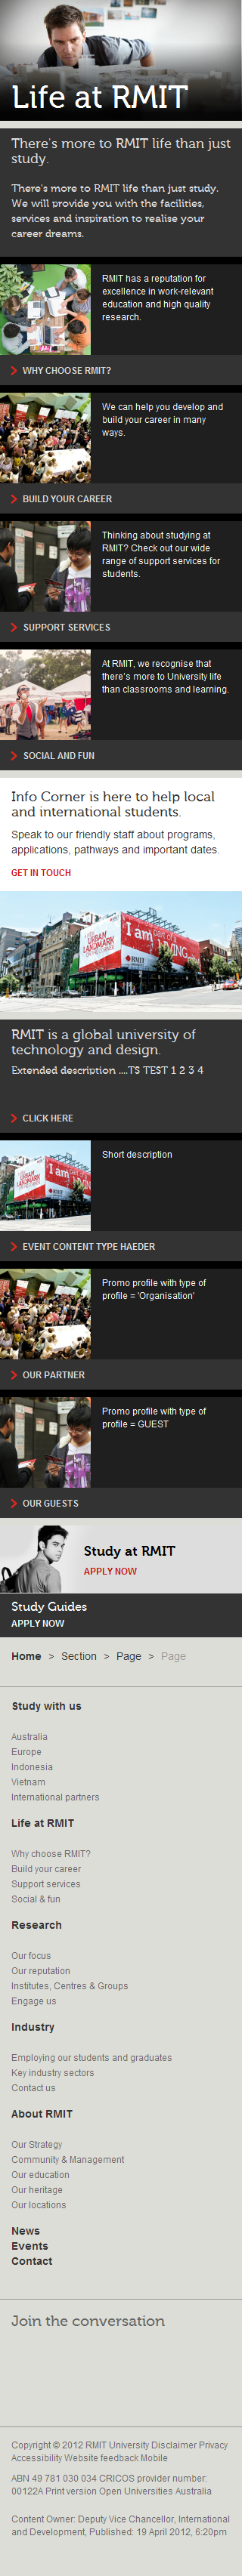 Life at RMIT
There's more to RMIT life than just
study.
There's more to RMIT life than just study.
We will provide you with the facilities,
services and inspiration to realise your
career dreams.
RMIT has a reputation for
excellence in work-relevant
education and high quality
research.
WHY CHOOSE RMIT?
We can help you develop and
build your career in many
ways.
BUILD YOUR CAREER
Thinking about studying at
RMIT? Check out our wide
range of support services for
students.
SUPPORT SERVICES
At RMIT, we recognise that
there's more to University life
than classrooms and learning.
SOCIAL AND FUN
Info Corner is here to help local
and international students.
Speak to our friendly staff about programs,
applications, pathways and important dates.
GET IN TOUCH
URBAN
LANDMARK
RMIT
I am
LIVING
RMIT is a global university of
technology and design.
Extended description ....TS TEST 1 2 3 4
CLICK HERE
Short description
I am
EVENT CONTENT TYPE HAEDER
Promo profile with type of
profile = 'Organisation'
OUR PARTNER
Promo profile with type of
profile = GUEST
OUR GUESTS
Study at RMIT
APPLY NOW
Study Guides
APPLY NOW
Home > Section > Page > Page
Study with us
Australia
Europe
Indonesia
Vietnam
International partners
Life at RMIT
Why choose RMIT?
Build your career
Support services
Social & fun
Research
Our focus
Our reputation
Institutes, Centres & Groups
Engage us
Industry
Employing our students and graduates
Key industry sectors
Contact us
About RMIT
Our Strategy
Community & Management
Our education
Our heritage
Our locations
News
Events
Contact
Join the conversation
Copyright © 2012 RMIT University Disclaimer Privacy
Accessibility Website feedback Mobile
ABN 49 781 030 034 CRICOS provider number:
00122A Print version Open Universities Australia
Content Owner: Deputy Vice Chancellor, International
and Development, Published: 19 April 2012, 6:20pm